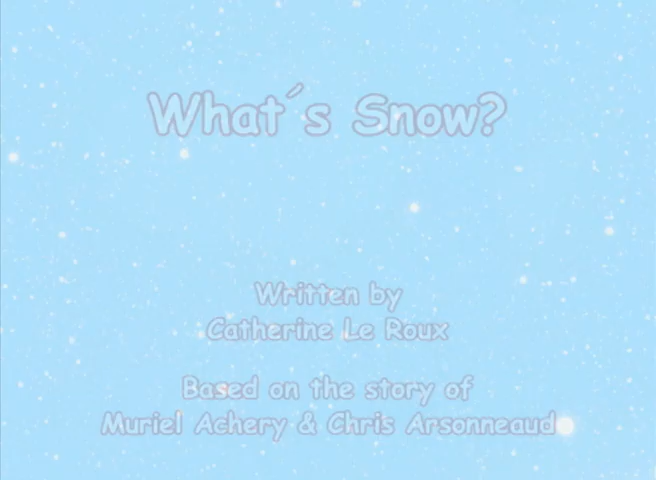 What´s Snow?
Written by
Catherine Le Roux
Based on the story of
Muriel Achery & Chris Arsonneaud